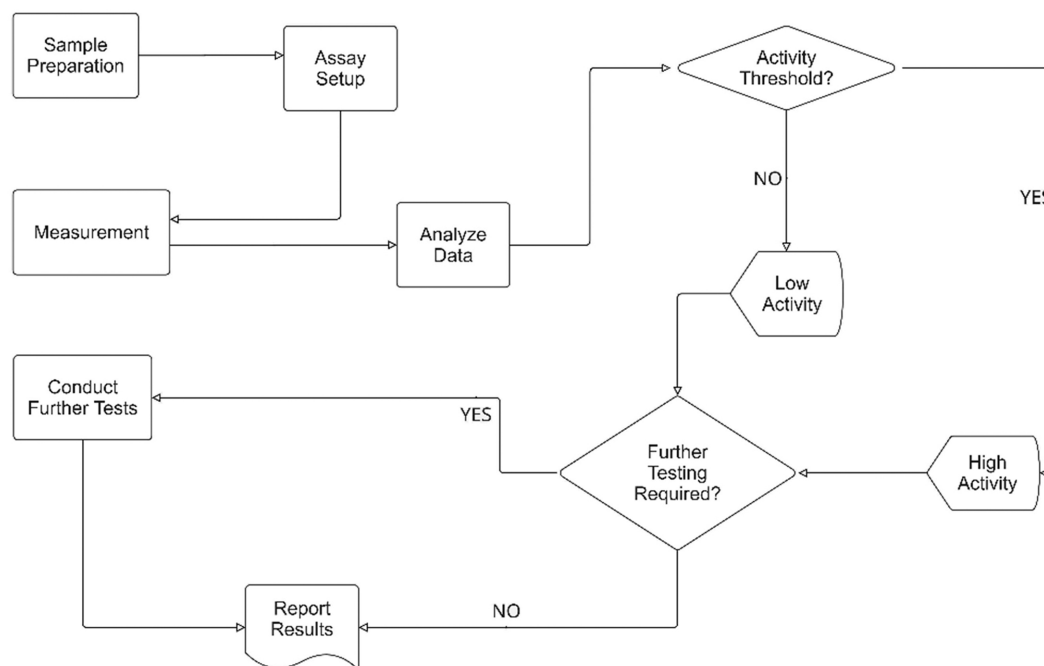 Sample
Preparation
Assay
Setup
Activity
Threshold?
NO
YES
Measurement
Analyze
Data
Low
Activity
Conduct
Further Tests
YES
Further
Testing
Required?
High
Activity
Report
Results
NO